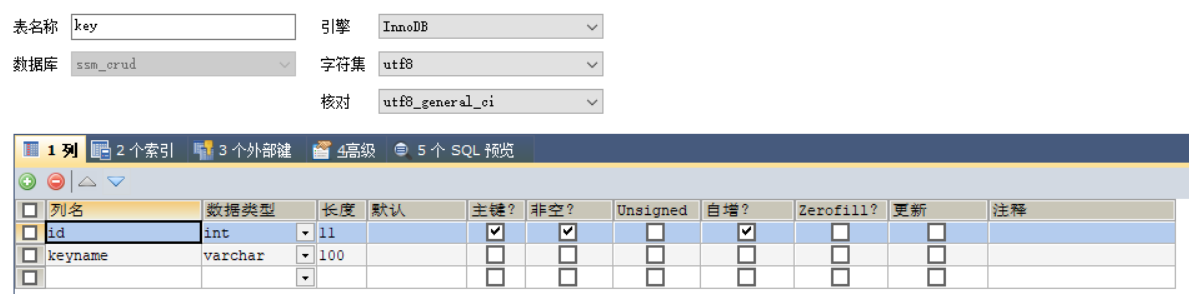 表名称 key 引擎 InnoDB
数据库 ssm_crud 字符集 utf8
核对 utf8_general_ci
1 列 2 个索引 3 个外部键 4高级 5 个 SQL 预览
列名 数据类型 长度 默认 主键? 非空? Unsigned 自增? Zerofill? 更新 注释
id int 11
keyname varchar 100